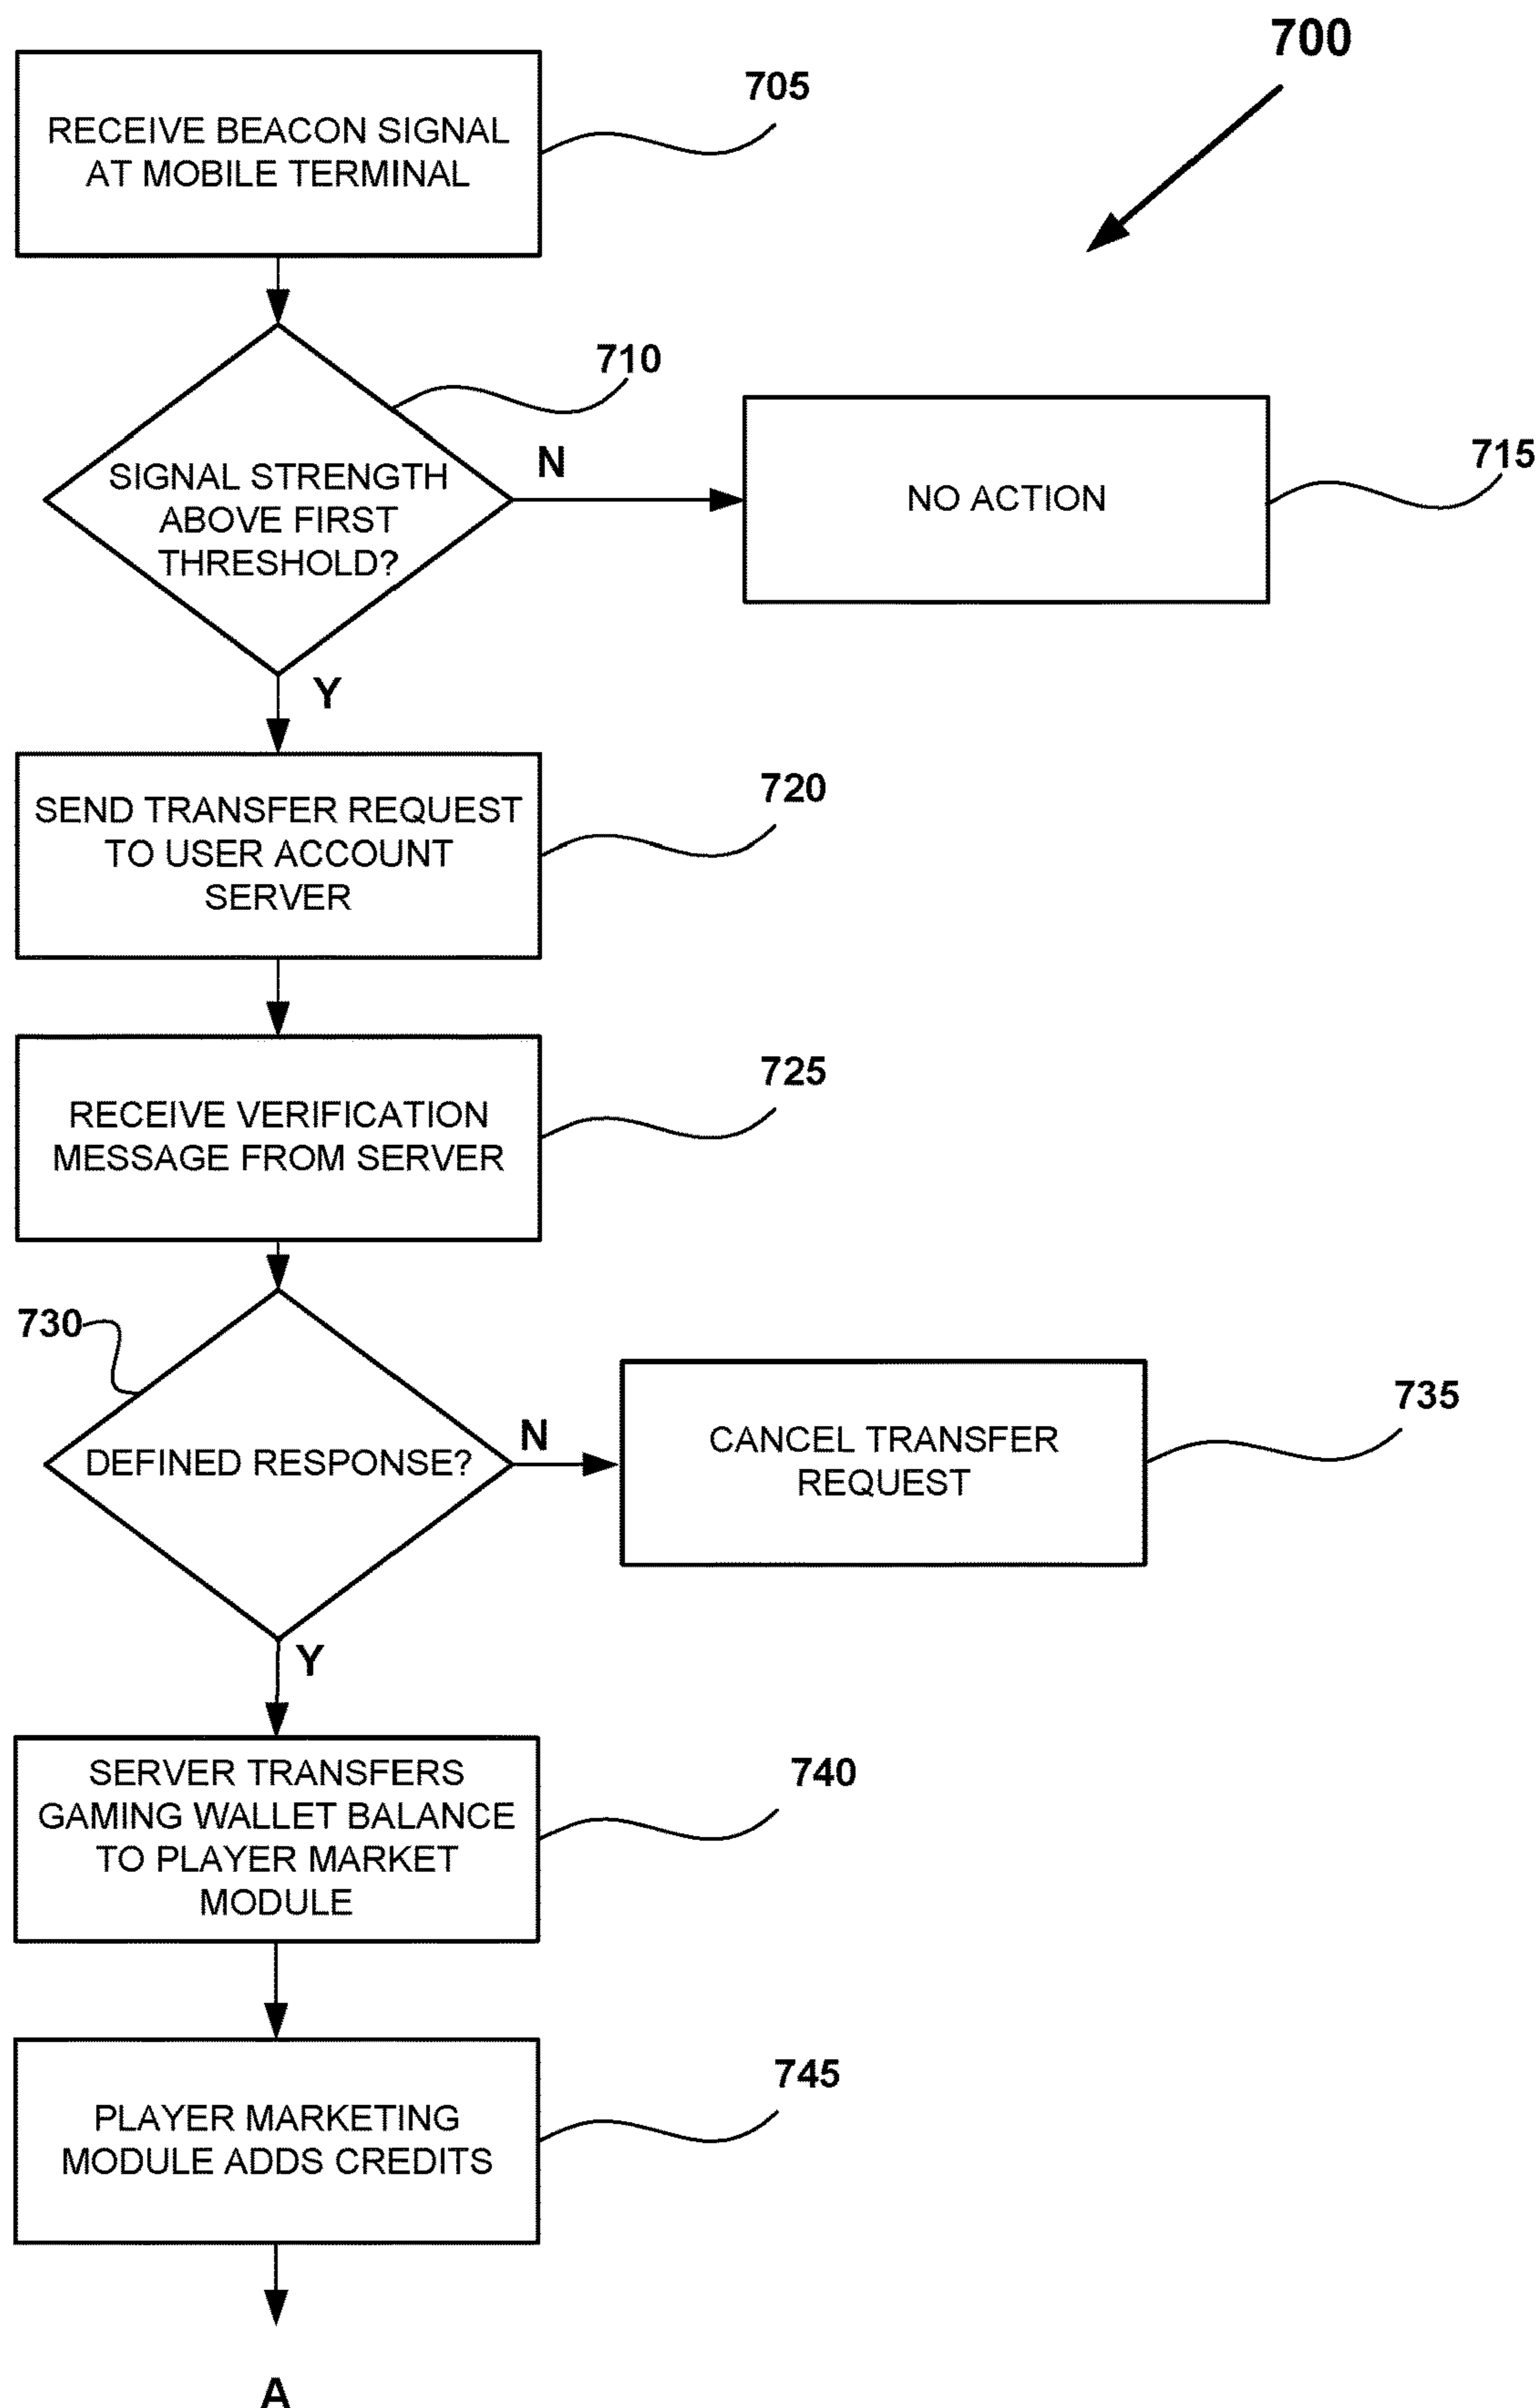 700
705
RECEIVE BEACON SIGNAL
AT MOBILE TERMINAL
710
SIGNAL STRENGTH
ABOVE FIRST
THRESHOLD?
N
715
NO ACTION
Y
720
SEND TRANSFER REQUEST
TO USER ACCOUNT
SERVER
725
RECEIVE VERIFICATION
MESSAGE FROM SERVER
730
DEFINED RESPONSE?
N
735
CANCEL TRANSFER
REQUEST
Y
740
SERVER TRANSFERS
GAMING WALLET BALANCE
TO PLAYER MARKET
MODULE
745
PLAYER MARKETING
MODULE ADDS CREDITS
A